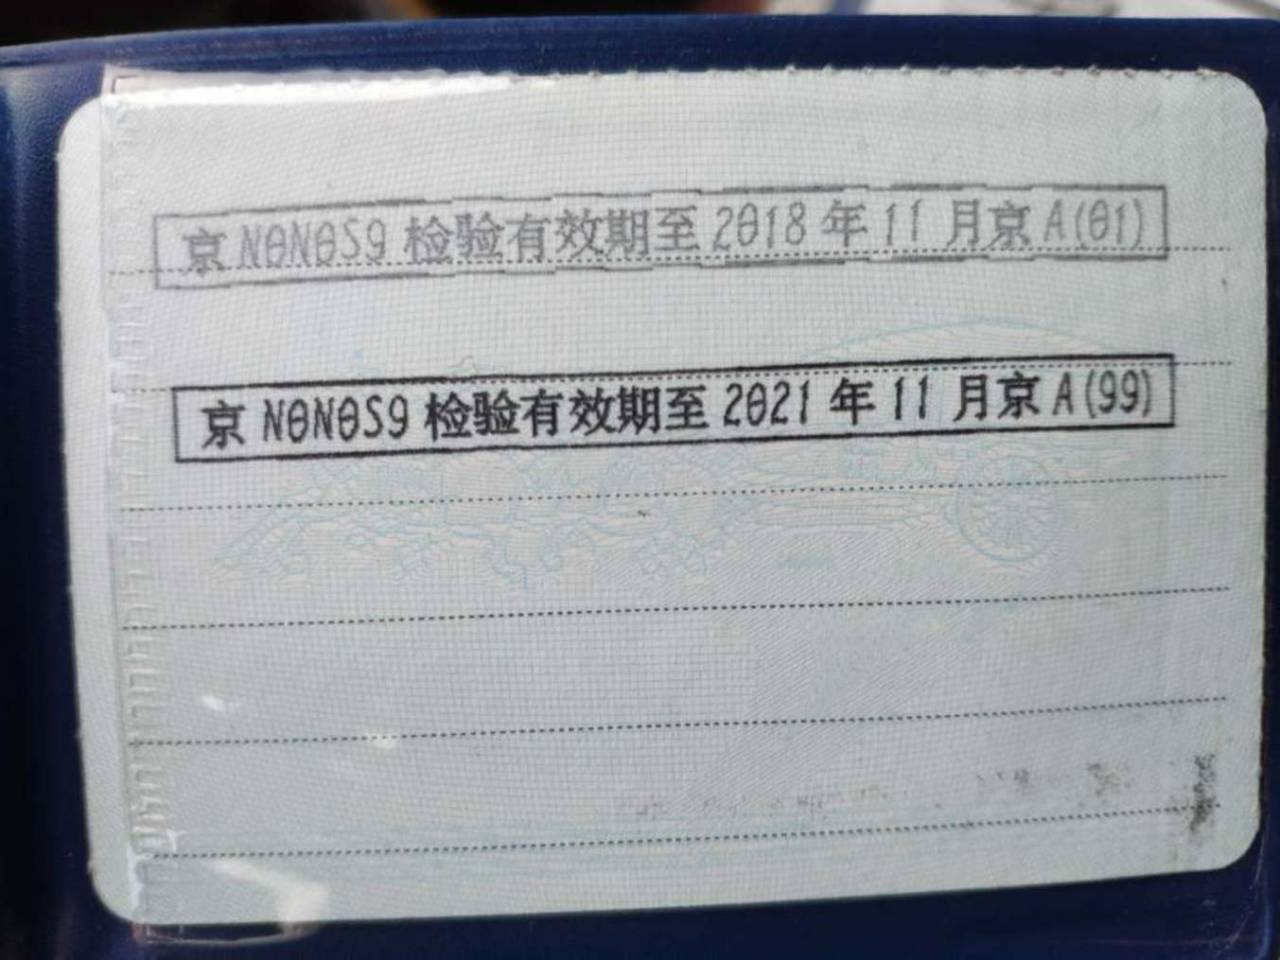 京 N0N0S9 检验有效期至 2018 年 11 月京 A(01)
京 N0N0S9 检验有效期至 2021 年 11 月京 A(99)